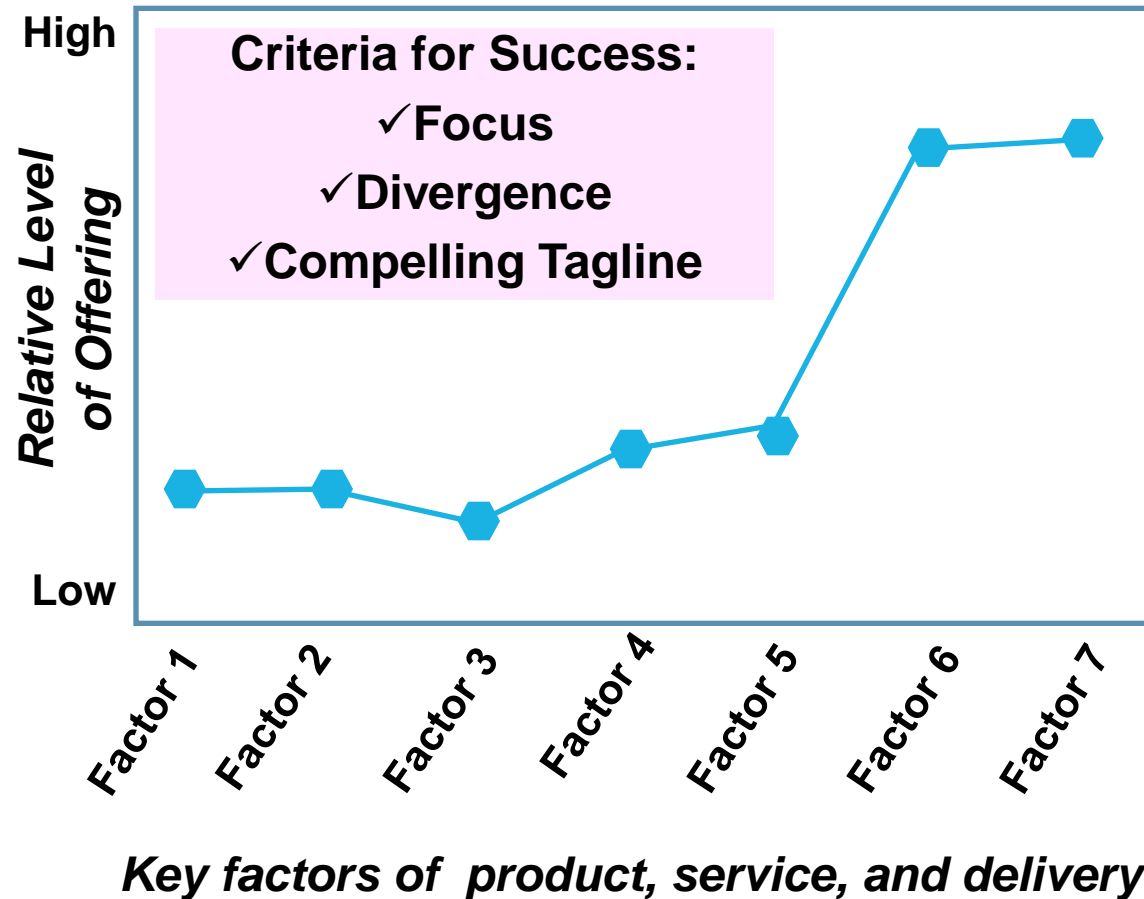 High
Criteria for Success:
✓Focus
✓Divergence
✓Compelling Tagline
Relative Level
of Offering
Low
Factor 1
Factor 2
Factor 3
Factor 4
Factor 5
Factor 6
Factor 7
Key factors of  product, service, and delivery